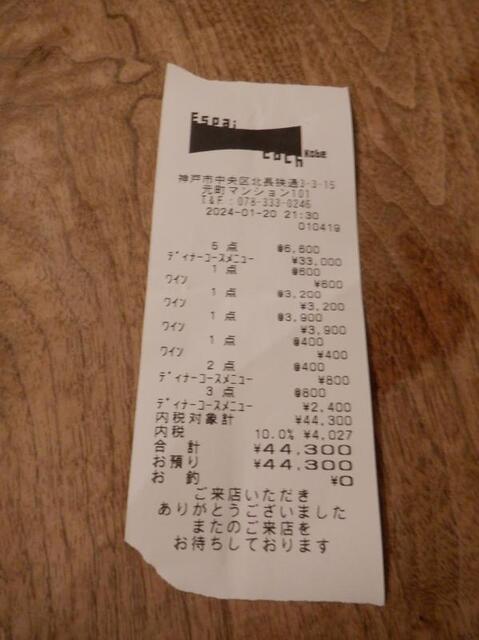 Espai
Loch Kobe
神戸市中央区北長狭通3-3-15
元町マンション101
T&F : 078-333-0246
2024-01-20 21:30
010419
5 点 @6,600
ﾃﾞｨﾅｰｺｰｽﾒﾆｭｰ ¥33,000
1 点 @600
ﾜｲﾝ ¥600
1 点 @3,200
ﾜｲﾝ ¥3,200
1 点 @3,900
ﾜｲﾝ ¥3,900
1 点 @400
ﾜｲﾝ ¥400
2 点 @400
ﾃﾞｨﾅｰｺｰｽﾒﾆｭｰ ¥800
3 点 @800
ﾃﾞｨﾅｰｺｰｽﾒﾆｭｰ ¥2,400
内税対象計 ¥44,300
内税 10.0% ¥4,027
合 計 ¥44,300
お預り ¥44,300
お 釣 ¥0
ご来店いただき
ありがとうございました
またのご来店を
お待ちしております